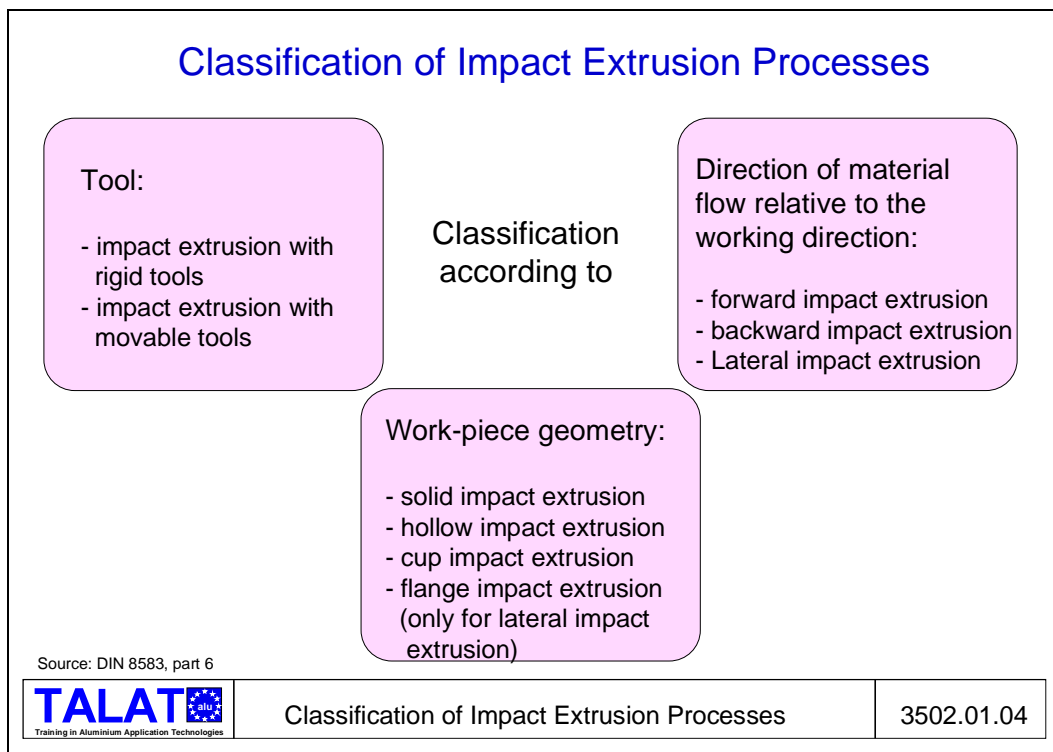 Classification of Impact Extrusion Processes
Tool:
- impact extrusion with
rigid tools
- impact extrusion with
movable tools
Classification
according to
Direction of material
flow relative to the
working direction:
- forward impact extrusion
- backward impact extrusion
- Lateral impact extrusion
Work-piece geometry:
- solid impact extrusion
- hollow impact extrusion
- cup impact extrusion
- flange impact extrusion
(only for lateral impact
extrusion)
Source: DIN 8583, part 6
TALAT
alu
Training in Aluminium Application Technologies
Classification of Impact Extrusion Processes
3502.01.04